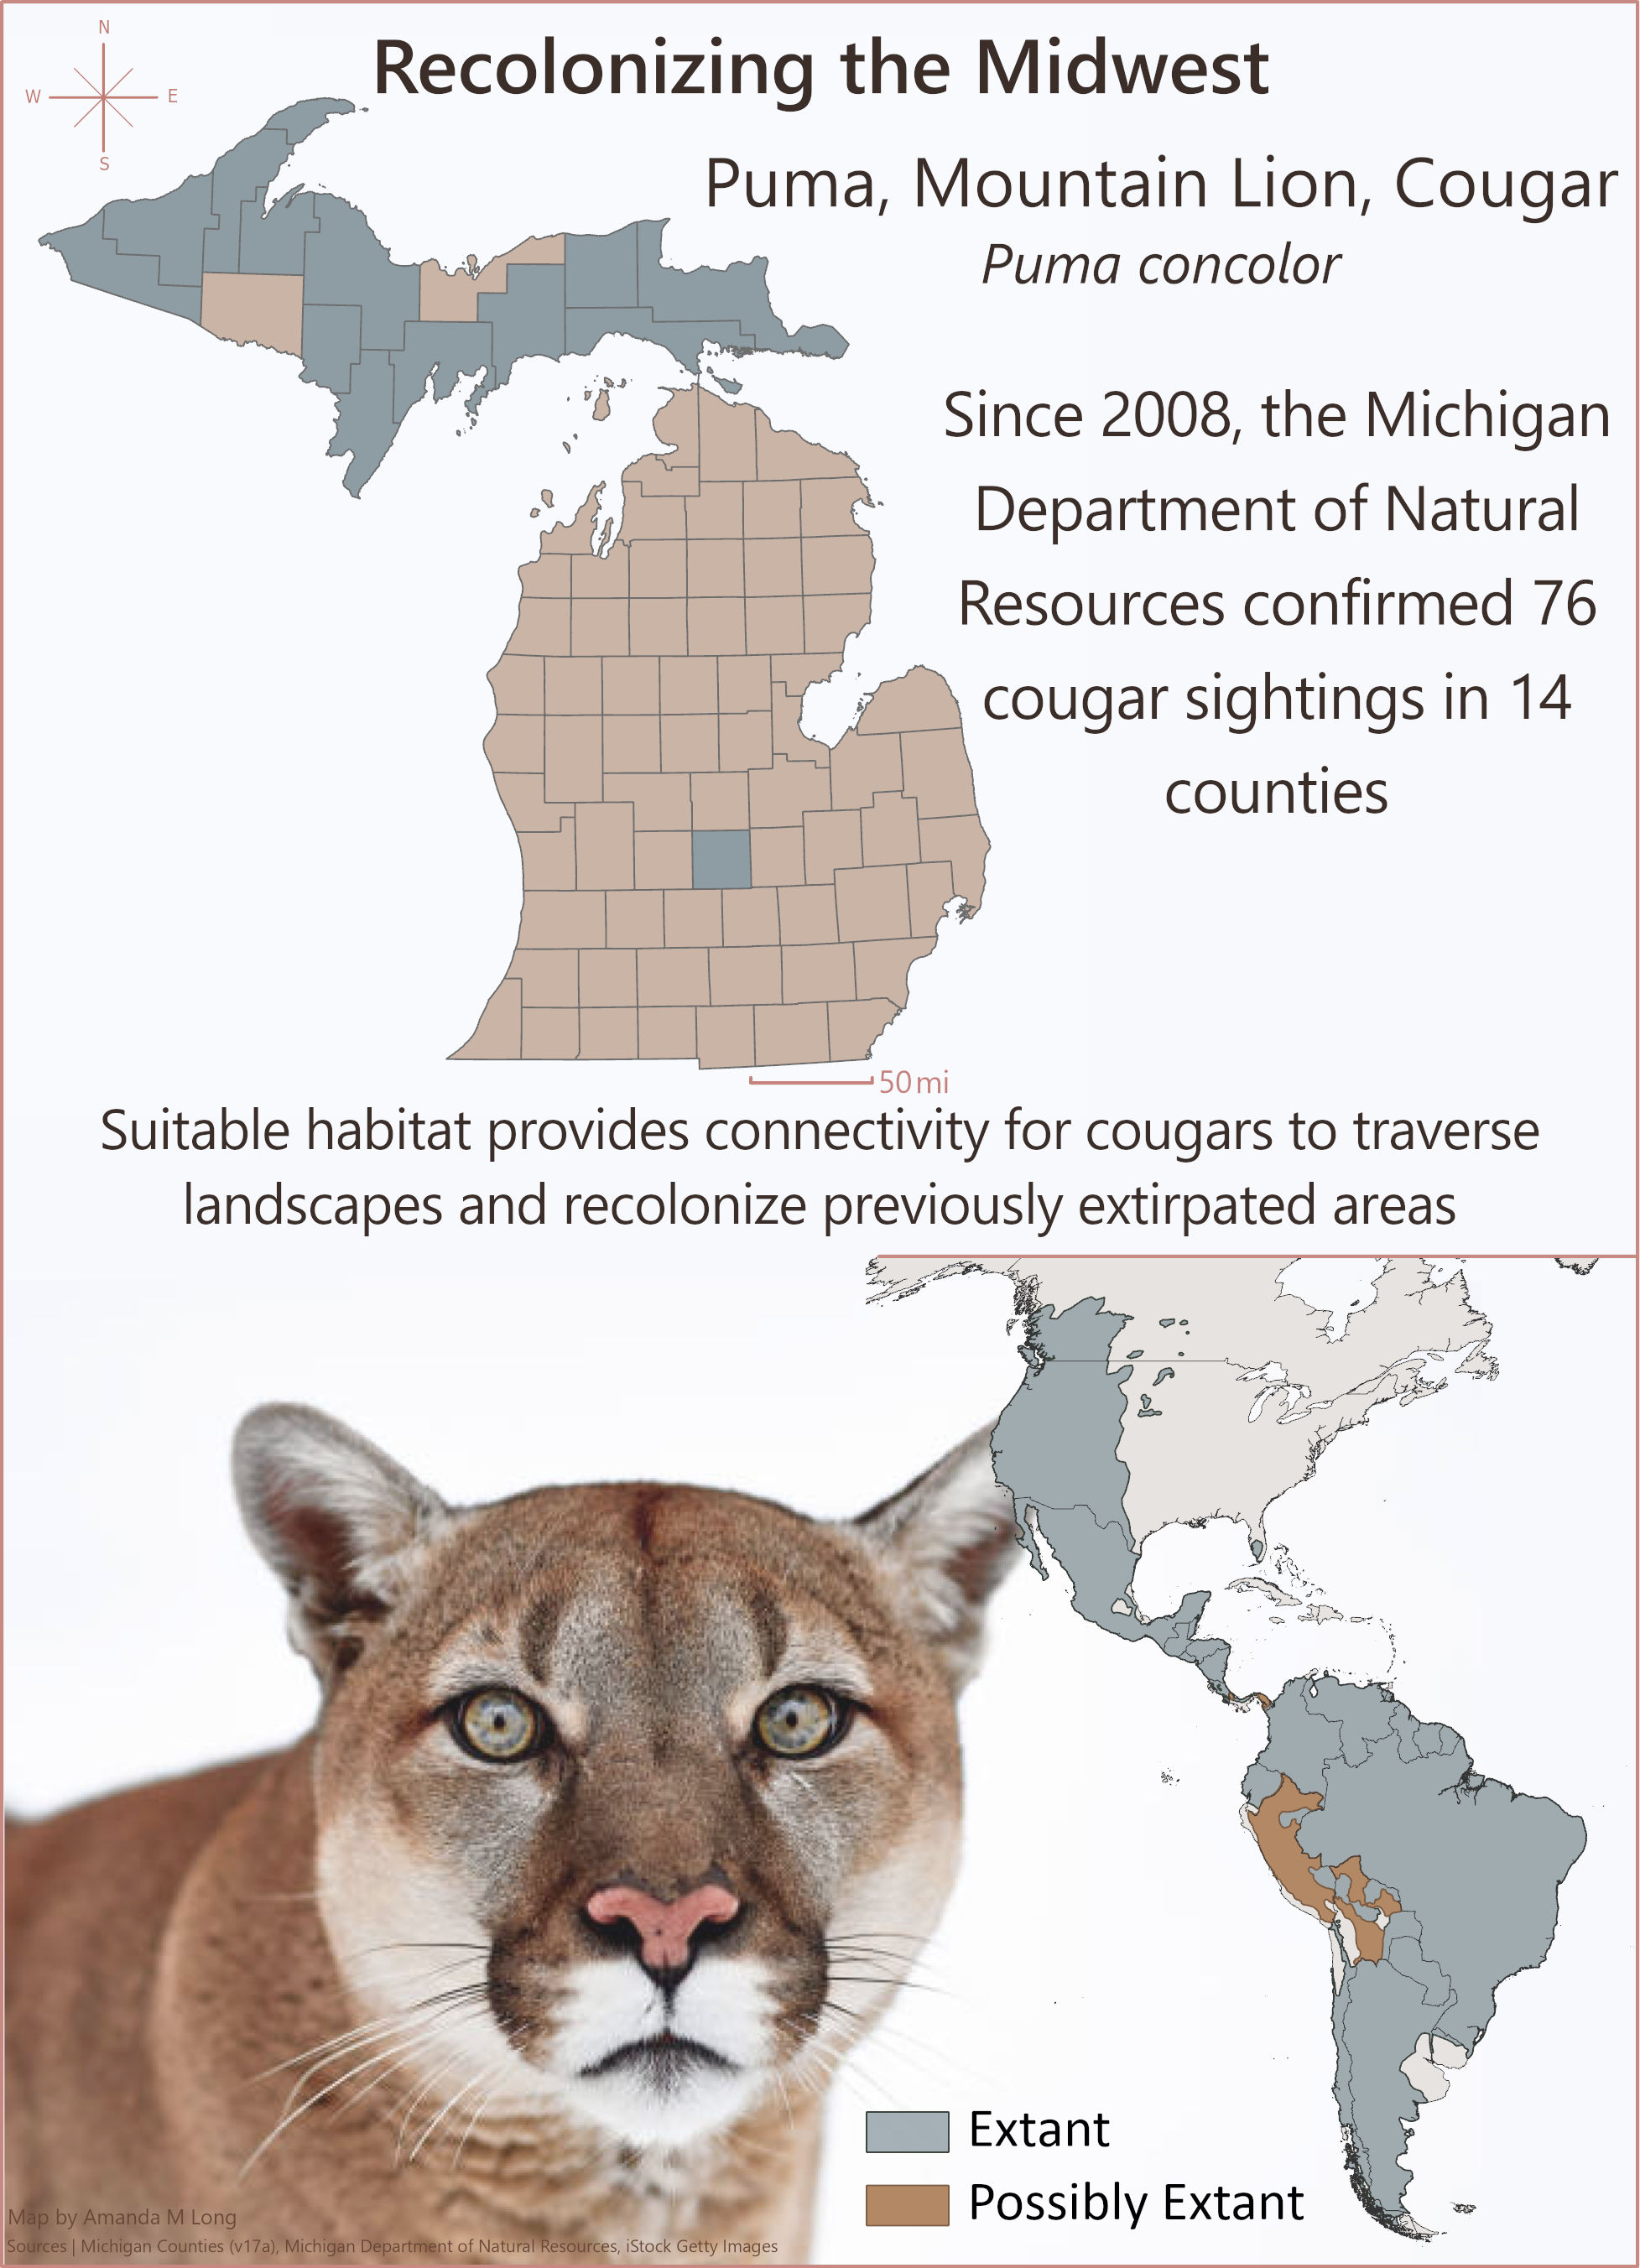 N
W E
S
Recolonizing the Midwest
Puma, Mountain Lion, Cougar
Puma concolor
Since 2008, the Michigan
Department of Natural
Resources confirmed 76
cougar sightings in 14
counties
50 mi
Suitable habitat provides connectivity for cougars to traverse
landscapes and recolonize previously extirpated areas
Extant
Possibly Extant
Map by Amanda M Long
Sources | Michigan Counties (v17a), Michigan Department of Natural Resources, iStock Getty Images